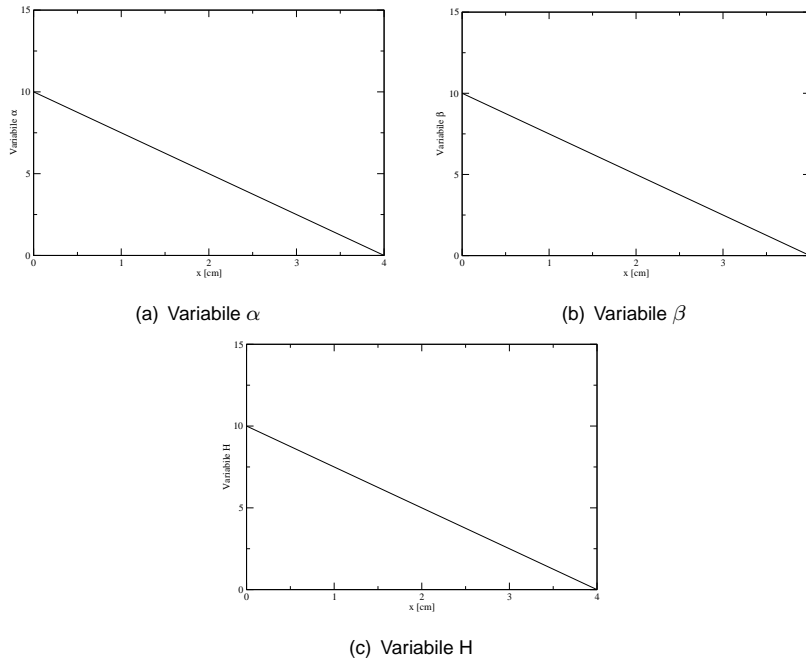 15
10
5
0
Variabile α
0 1 2 3 4
x [cm]
(a) Variabile α
15
10
5
0
Variabile β
0 1 2 3
x [cm]
(b) Variabile β
15
10
5
0
Variabile H
0 1 2 3 4
x [cm]
(c) Variabile H